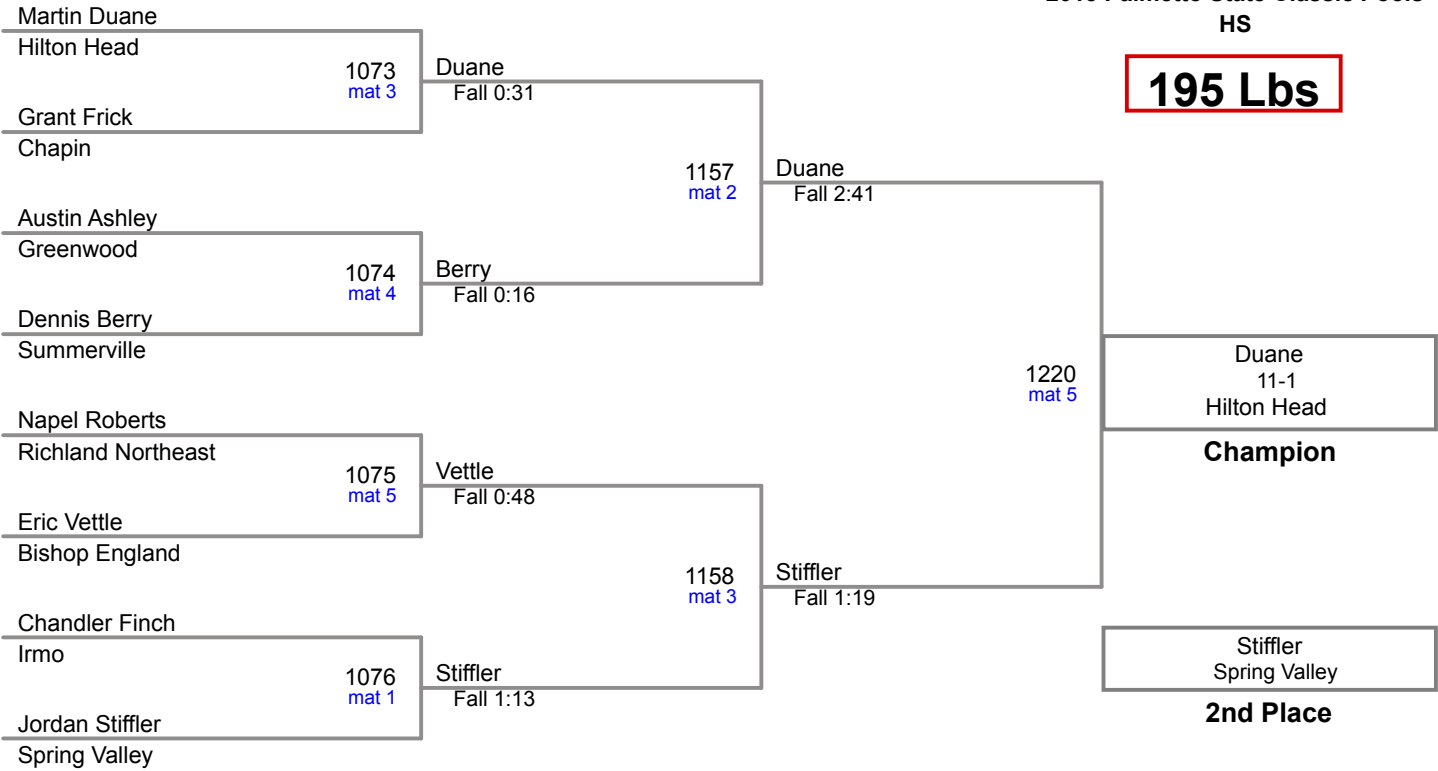 HS
195 Lbs
Martin Duane
Hilton Head
1073
mat 3
Duane
Fall 0:31
Grant Frick
Chapin
1157
mat 2
Duane
Fall 2:41
Austin Ashley
Greenwood
1074
mat 4
Berry
Fall 0:16
Dennis Berry
Summerville
1220
mat 5
Duane
11-1
Hilton Head
Champion
Napel Roberts
Richland Northeast
1075
mat 5
Vettle
Fall 0:48
Eric Vettle
Bishop England
1158
mat 3
Stiffler
Fall 1:19
Chandler Finch
Irmo
1076
mat 1
Stiffler
Fall 1:13
Jordan Stiffler
Spring Valley
Stiffler
Spring Valley
2nd Place